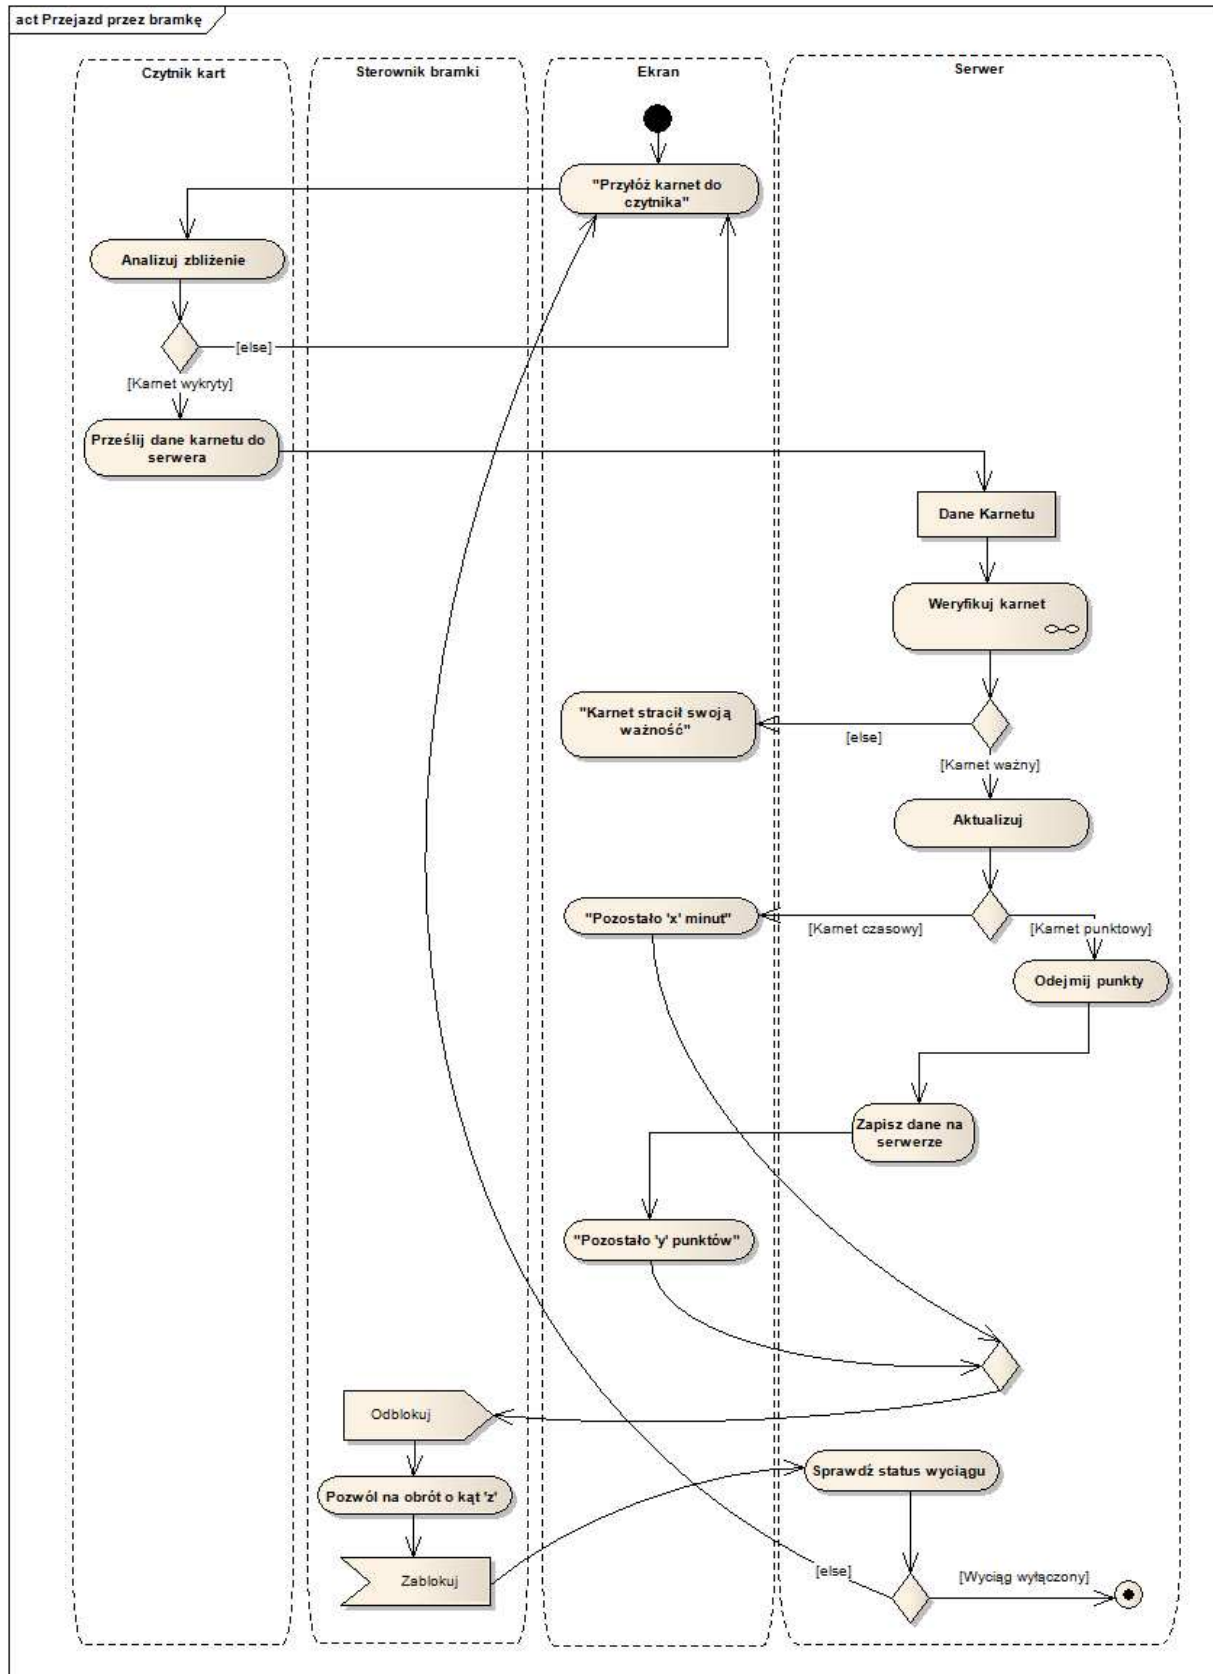 act Przejazd przez bramkę
Czytnik kart
Sterownik bramki
Ekran
Serwer
"Przyłóż karnet do
czytnika"
Analizuj zbliżenie
[else]
[Karnet wykryty]
Prześlij dane karnetu do
serwera
Dane Karnetu
Weryfikuj karnet
"Karnet stracił swoją
ważność"
[else]
[Karnet ważny]
Aktualizuj
"Pozostało 'x' minut"
[Karnet czasowy]
[Karnet punktowy]
Odejmij punkty
Zapisz dane na
serwerze
"Pozostało 'y' punktów"
Odblokuj
Sprawdź status wyciągu
Pozwól na obrót o kąt 'z'
Zablokuj
[else]
[Wyciąg wyłączony]